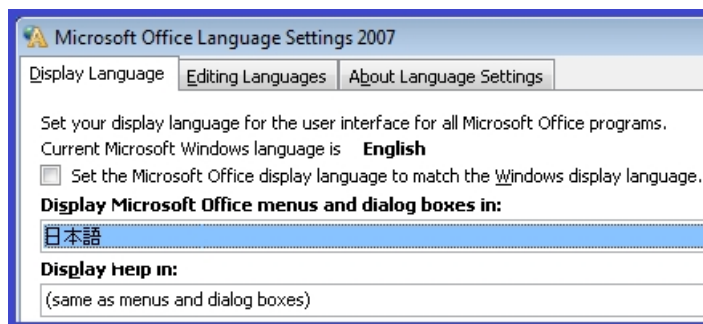 Microsoft Office Language Settings 2007
Display Language Editing Languages About Language Settings
Set your display language for the user interface for all Microsoft Office programs.
Current Microsoft Windows language is English
Set the Microsoft Office display language to match the Windows display language.
Display Microsoft Office menus and dialog boxes in:
日本語
Display Help in:
(same as menus and dialog boxes)